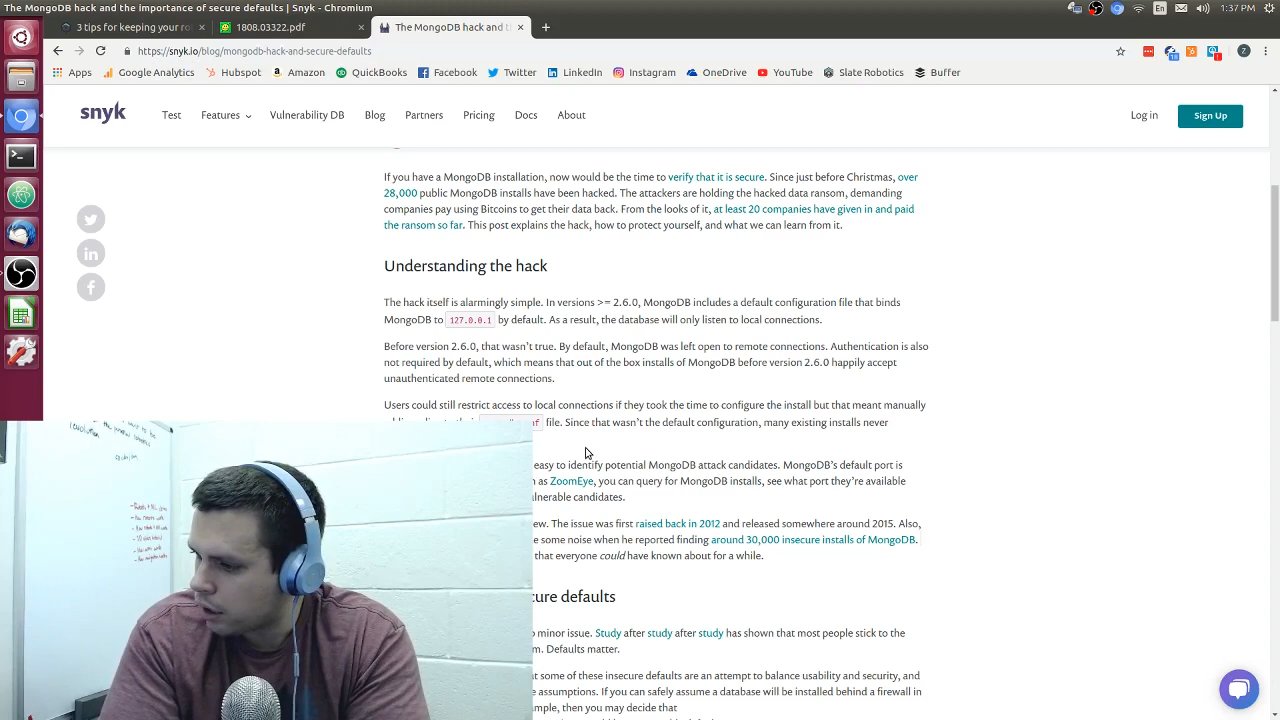 The MongoDB hack and the importance of secure defaults | Snyk - Chromium
En
1:37 PM
3 tips for keeping your ro
1808.03322.pdf
The MongoDB hack and t
https://snyk.io/blog/mongodb-hack-and-secure-defaults
Apps
Google Analytics
Hubspot
Amazon
QuickBooks
Facebook
Twitter
LinkedIn
Instagram
OneDrive
YouTube
Slate Robotics
Buffer
snyk
Test
Features
Vulnerability DB
Blog
Partners
Pricing
Docs
About
Log in
Sign Up
If you have a MongoDB installation, now would be the time to verify that it is secure. Since just before Christmas, over
28,000 public MongoDB installs have been hacked. The attackers are holding the hacked data ransom, demanding
companies pay using Bitcoins to get their data back. From the looks of it, at least 20 companies have given in and paid
the ransom so far. This post explains the hack, how to protect yourself, and what we can learn from it.
Understanding the hack
The hack itself is alarmingly simple. In versions >= 2.6.0, MongoDB includes a default configuration file that binds
MongoDB to 127.0.0.1 by default. As a result, the database will only listen to local connections.
Before version 2.6.0, that wasn't true. By default, MongoDB was left open to remote connections. Authentication is also
not required by default, which means that out of the box installs of MongoDB before version 2.6.0 happily accept
unauthenticated remote connections.
Users could still restrict access to local connections if they took the time to configure the install but that meant manually
file. Since that wasn't the default configuration, many existing installs never
easy to identify potential MongoDB attack candidates. MongoDB's default port is
as ZoomEye, you can query for MongoDB installs, see what port they're available
vulnerable candidates.
The issue was first raised back in 2012 and released somewhere around 2015. Also,
some noise when he reported finding around 30,000 insecure installs of MongoDB.
that everyone could have known about for a while.
defaults
minor issue. Study after study after study has shown that most people stick to the
Defaults matter.
some of these insecure defaults are an attempt to balance usability and security, and
assumptions. If you can safely assume a database will be installed behind a firewall in
then you may decide that